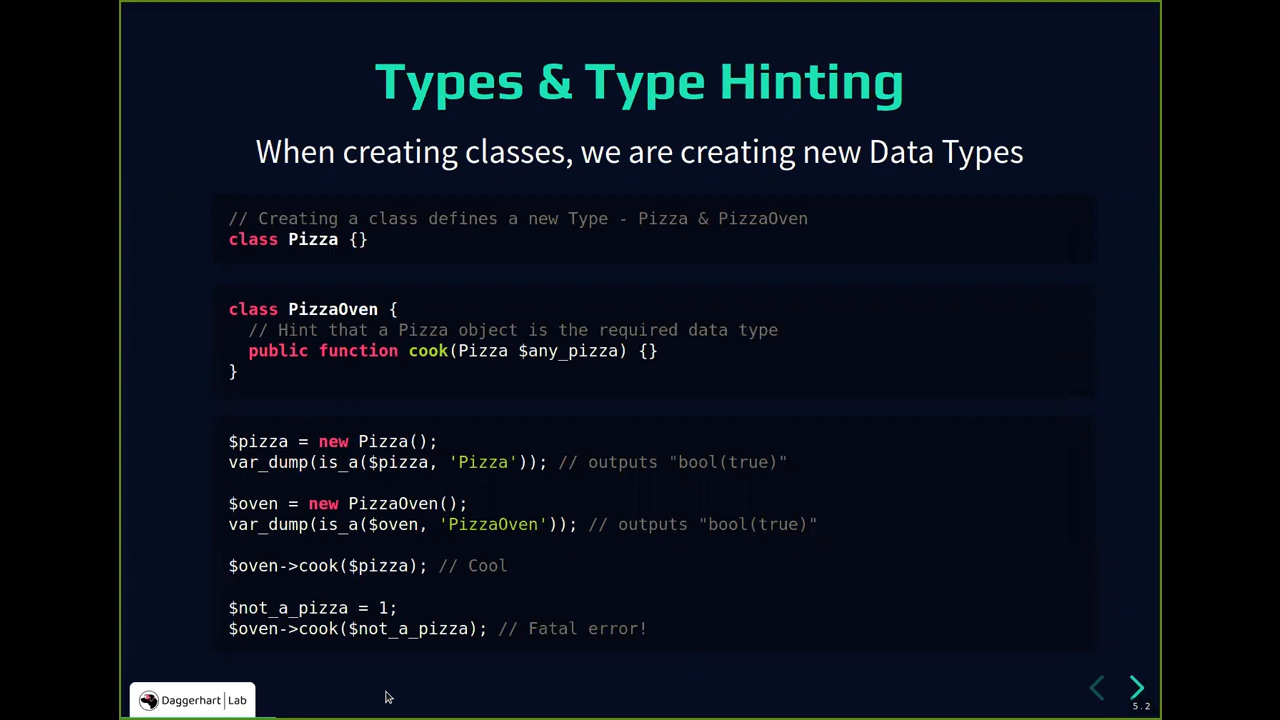 Types & Type Hinting
When creating classes, we are creating new Data Types
// Creating a class defines a new Type - Pizza & PizzaOven
class Pizza {}
class PizzaOven {
  // Hint that a Pizza object is the required data type
  public function cook(Pizza $any_pizza) {}
}
$pizza = new Pizza();
var_dump(is_a($pizza, 'Pizza')); // outputs "bool(true)"
$oven = new PizzaOven();
var_dump(is_a($oven, 'PizzaOven')); // outputs "bool(true)"
$oven->cook($pizza); // Cool
$not_a_pizza = 1;
$oven->cook($not_a_pizza); // Fatal error!
Daggerhart | Lab
5.2